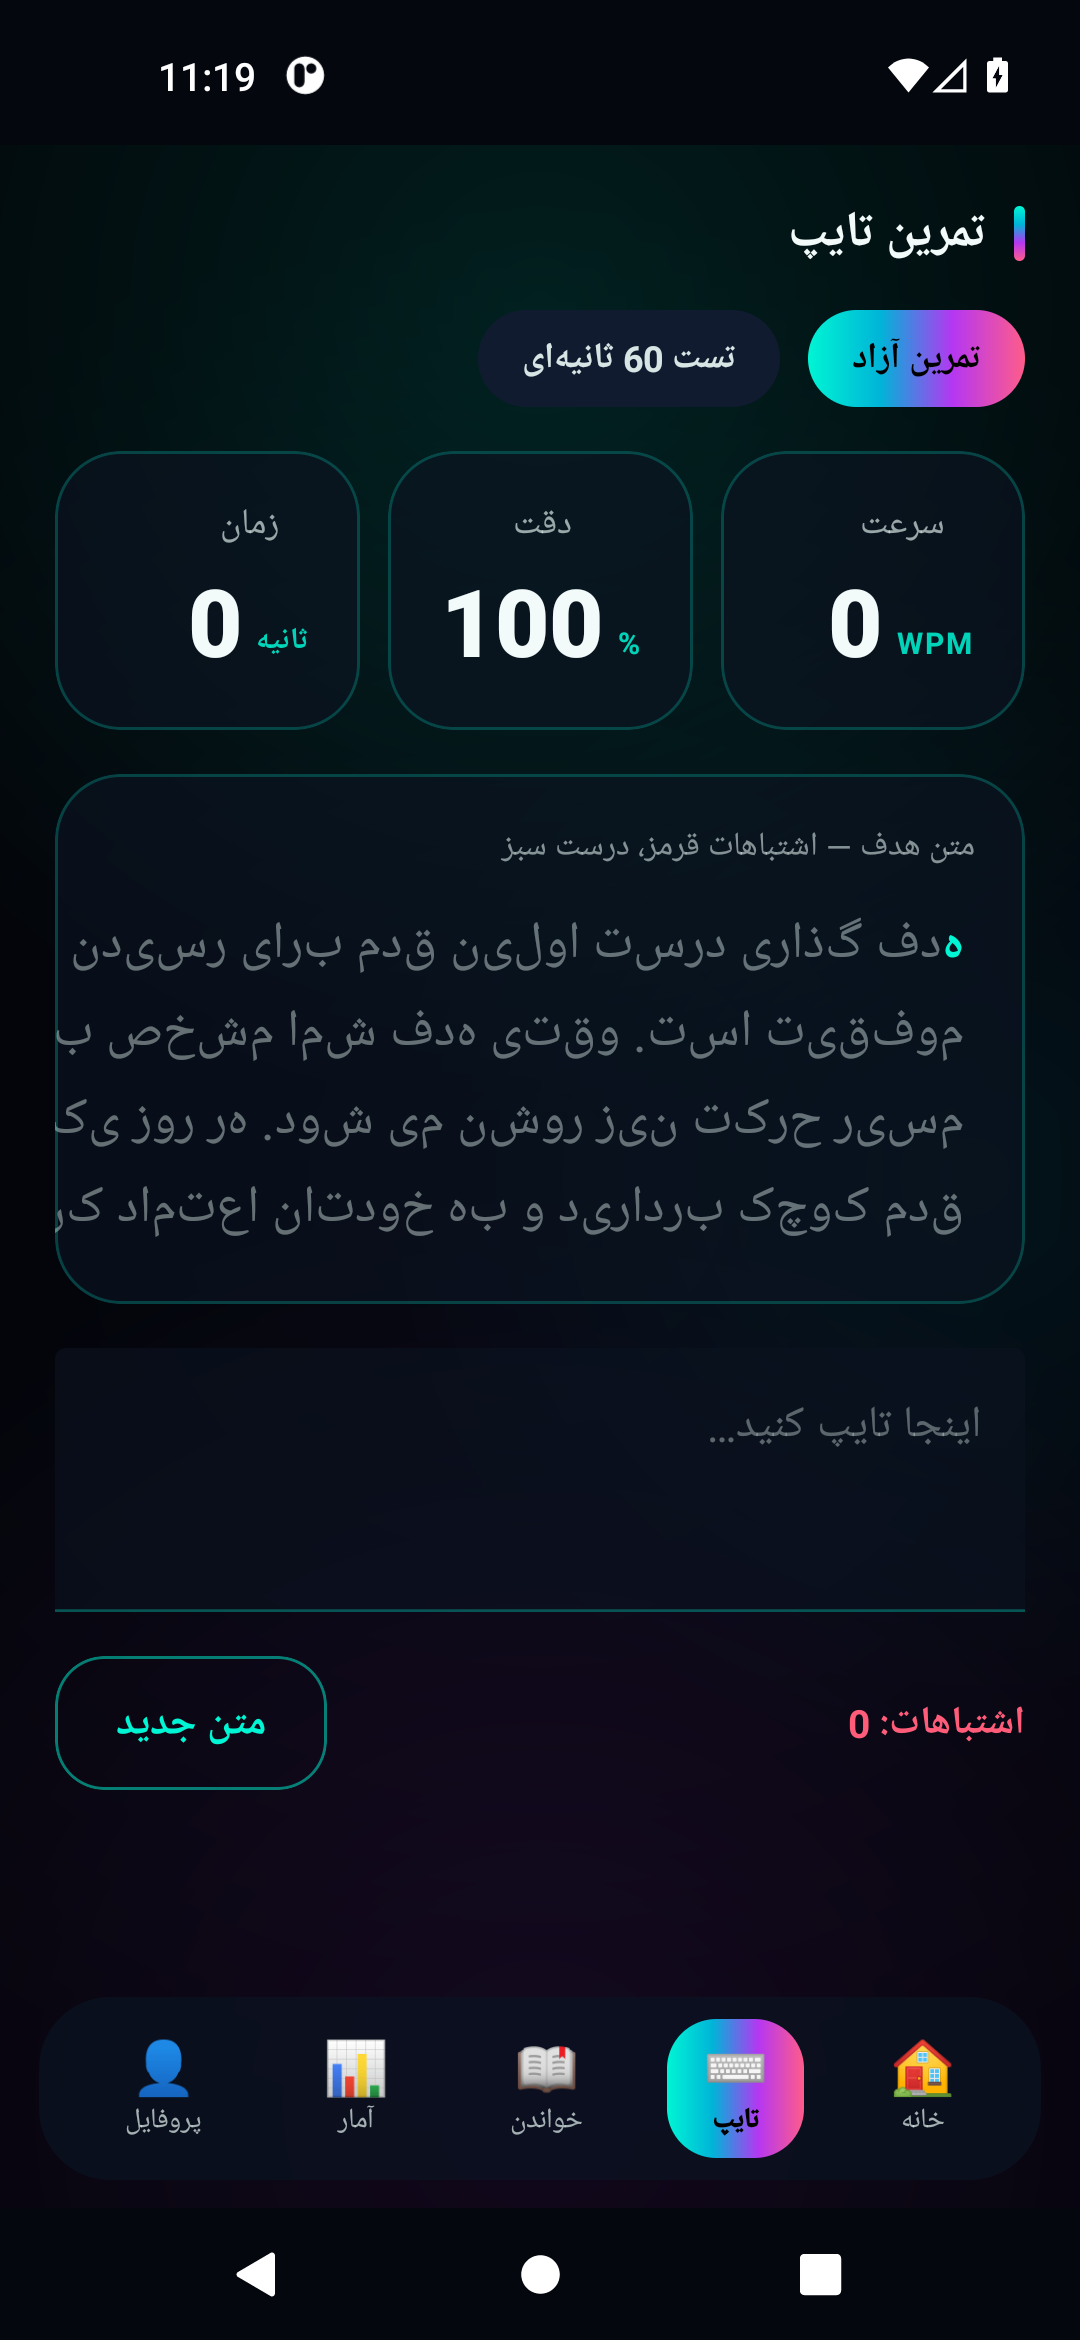 11:19
تمرین تایپ
تمرین آزاد
تست 60 ثانیه‌ای
سرعت
0 WPM
دقت
100 %
زمان
0 ثانیه
متن هدف — اشتباهات قرمز، درست سبز
هدف گذاری درست اولین قدم برای رسیدن
موفقیت است. وقتی هدف شما مشخص ب
مسیر حرکت نیز روشن می شود. هر روز یک
قدم کوچک بردارید و به خودتان اعتماد کر
اینجا تایپ کنید...
اشتباهات: 0
متن جدید
خانه
تایپ
خواندن
آمار
پروفایل